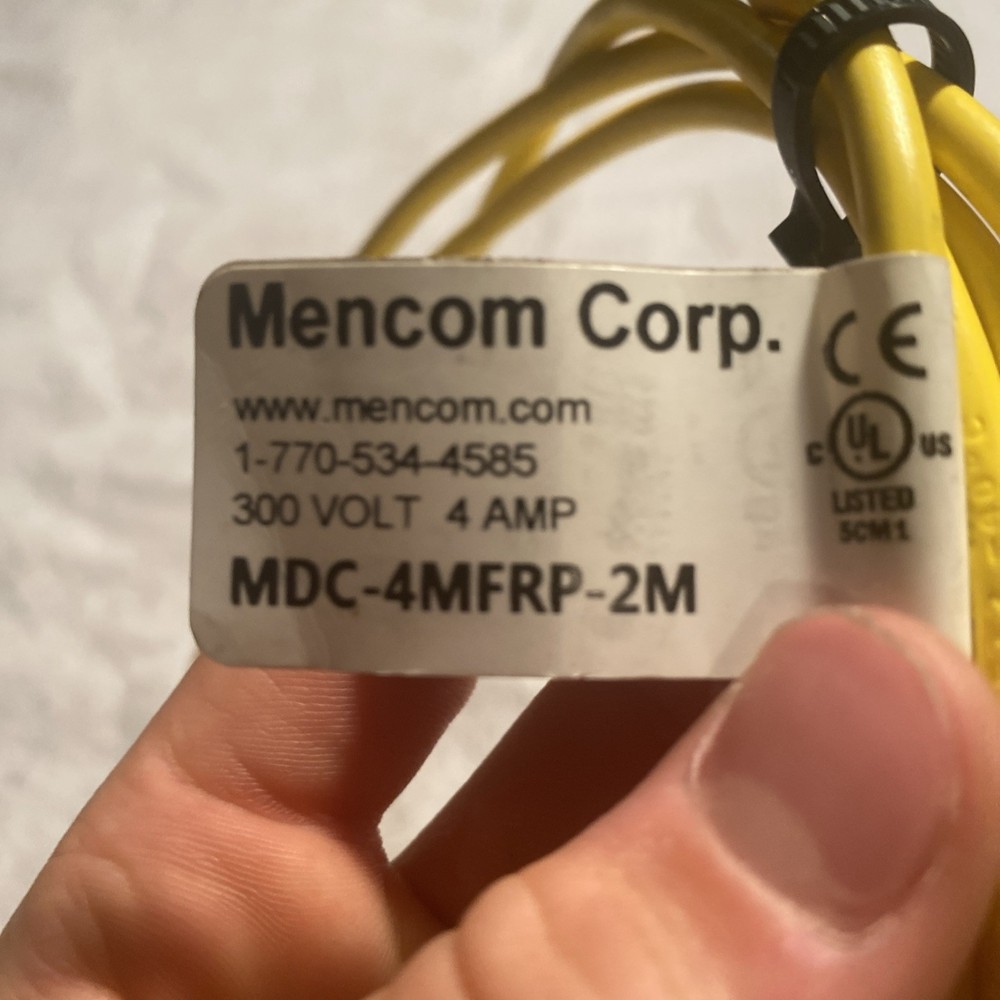 Mencom Corp.
www.mencom.com
1-770-534-4585
300 VOLT 4 AMP
MDC-4MFRP-2M
CE
C UL US
LISTED
5CM1